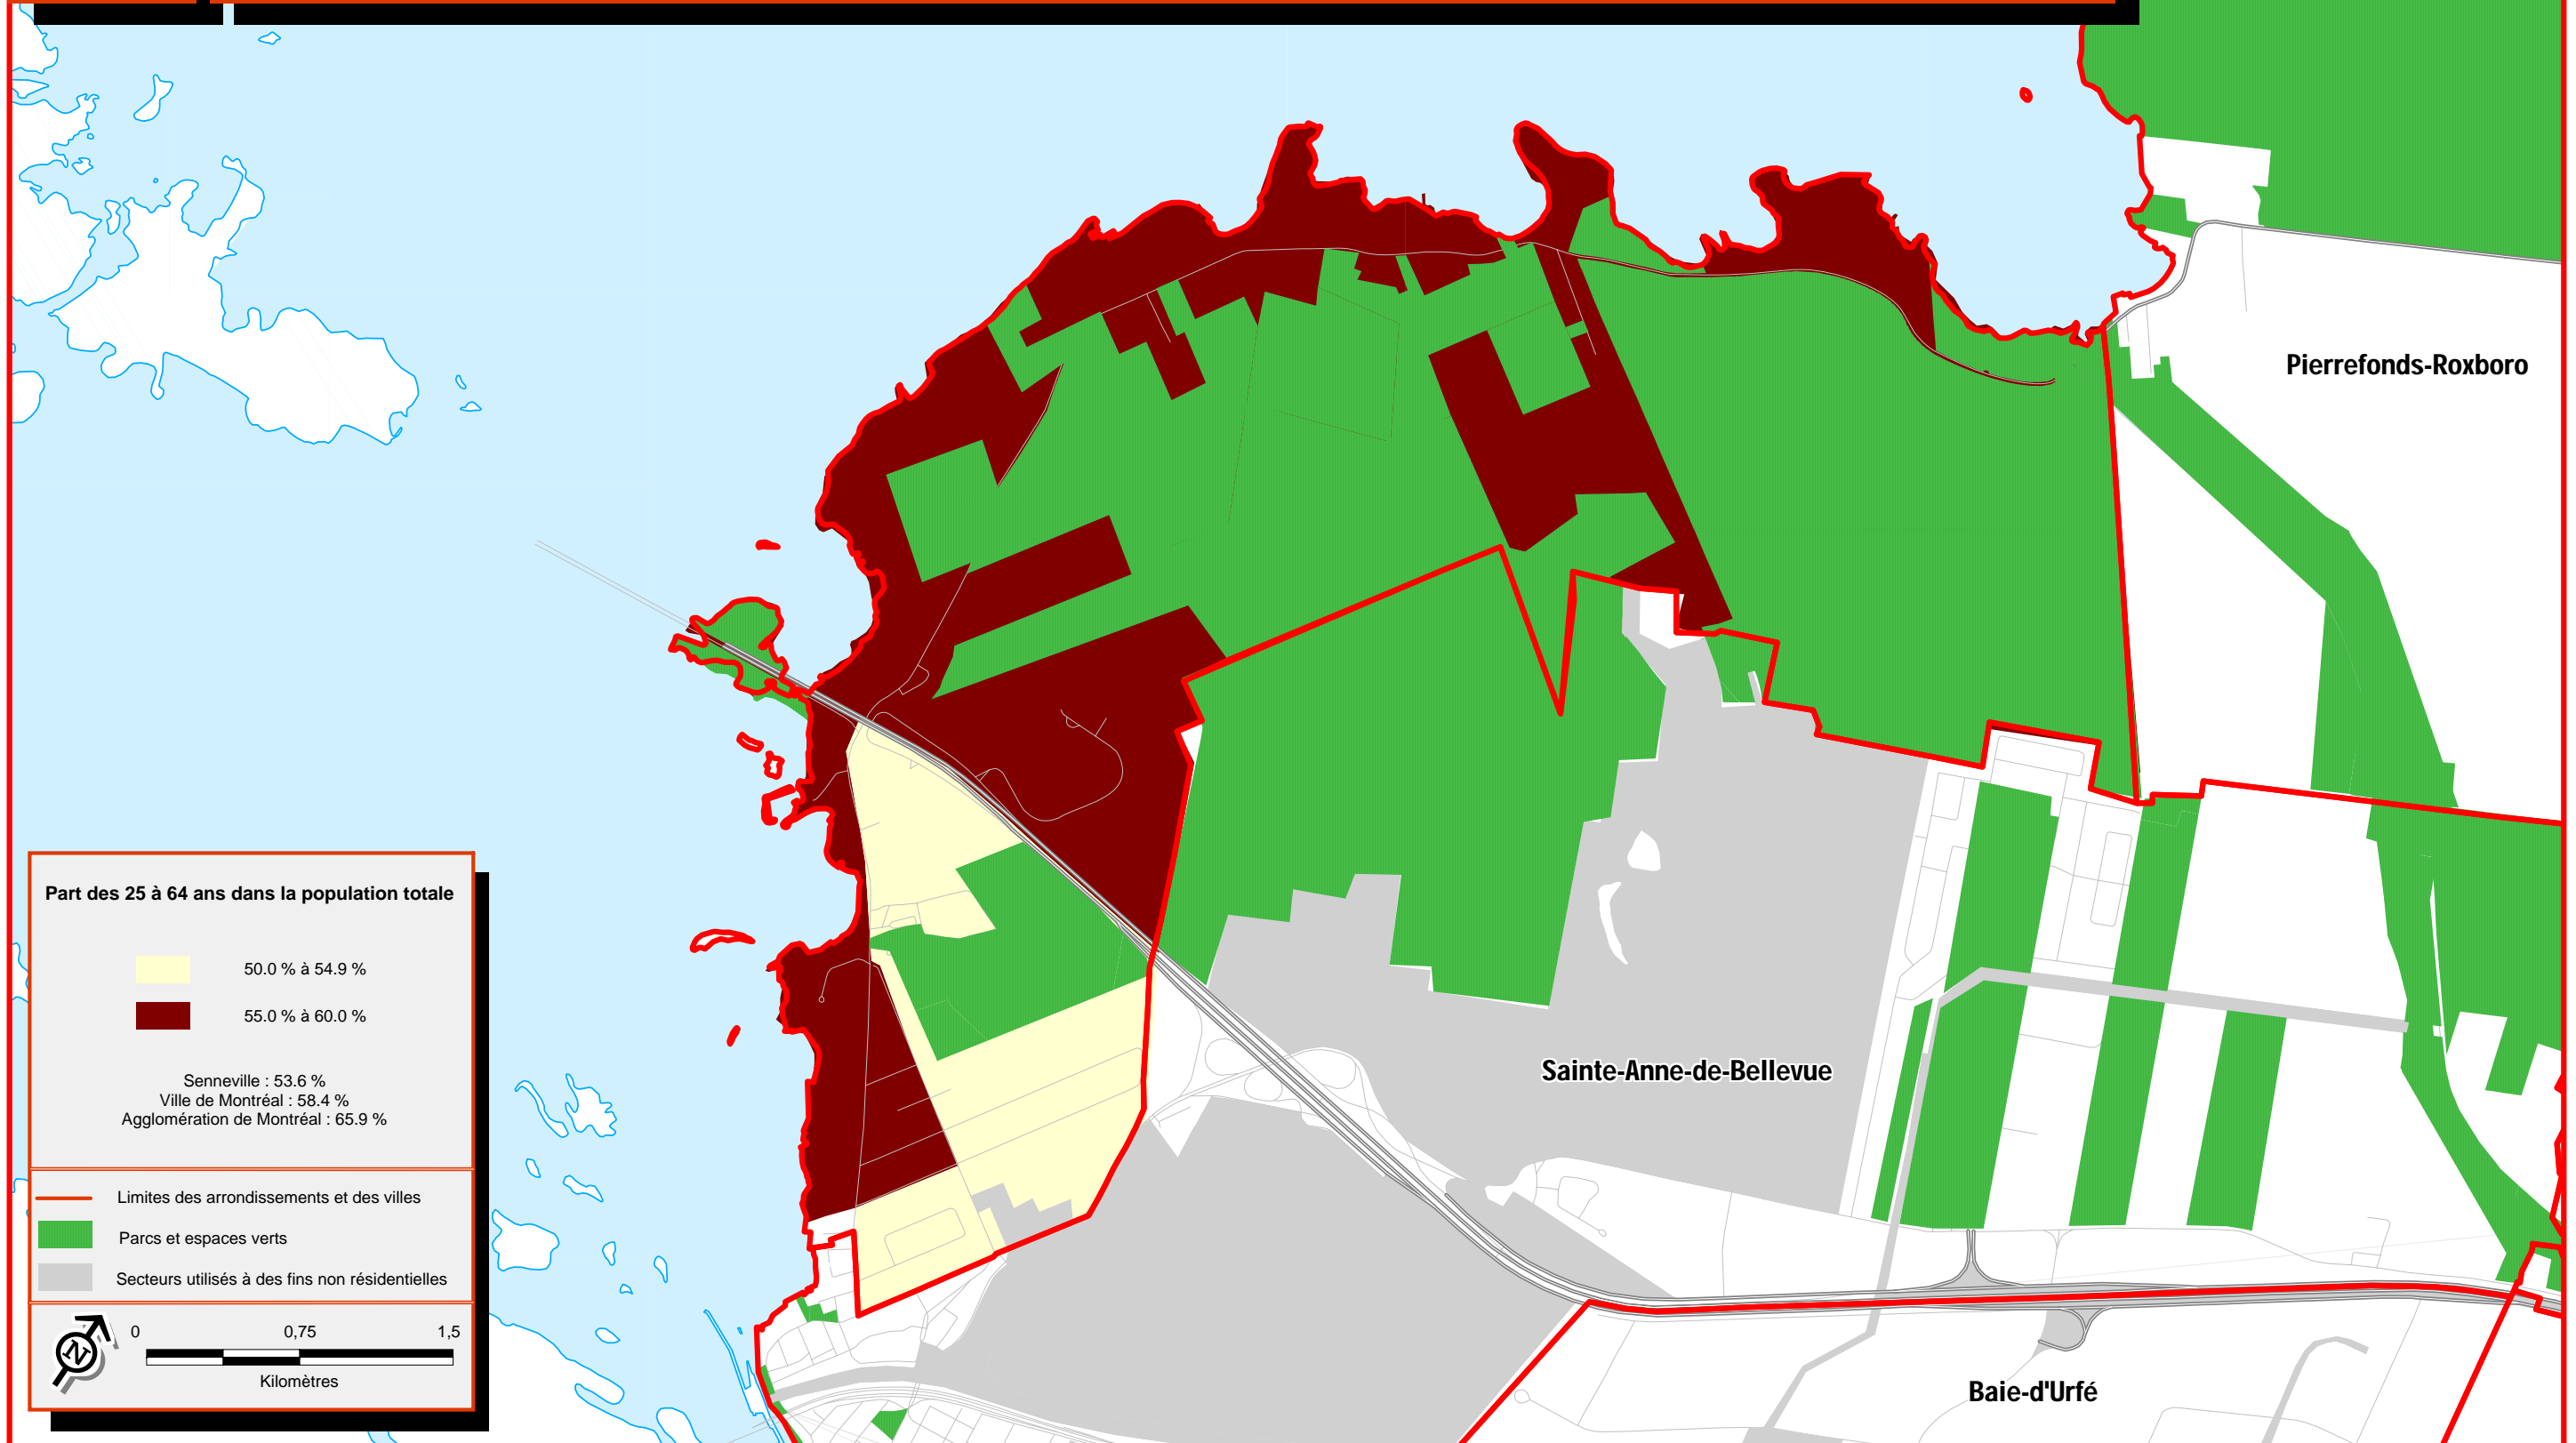 Pierrefonds-Roxboro
Part des 25 à 64 ans dans la population totale
50.0 % à 54.9 %
55.0 % à 60.0 %
Senneville : 53.6 %
Ville de Montréal : 58.4 %
Agglomération de Montréal : 65.9 %
Sainte-Anne-de-Bellevue
Limites des arrondissements et des villes
Parcs et espaces verts
Secteurs utilisés à des fins non résidentielles
N
0 0,75 1,5
Kilomètres
Baie-d'Urfé